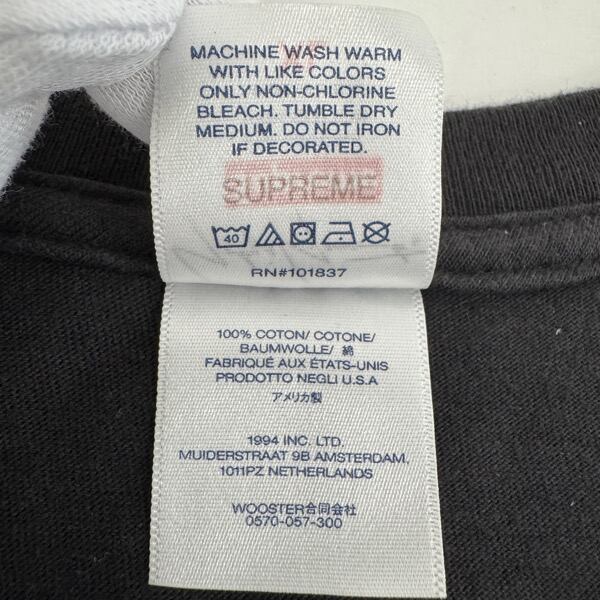 MACHINE WASH WARM
WITH LIKE COLORS
ONLY NON-CHLORINE
BLEACH. TUMBLE DRY
MEDIUM. DO NOT IRON
IF DECORATED.
SUPREME
40
RN#101837
100% COTON/ COTONE/
BAUMWOLLE/ 綿
FABRIQUÉ AUX ÉTATS-UNIS
PRODOTTO NEGLI U.S.A
アメリカ製
1994 INC. LTD.
MUIDERSTRAAT 9B AMSTERDAM.
1011PZ NETHERLANDS
WOOSTER合同会社
0570-057-300